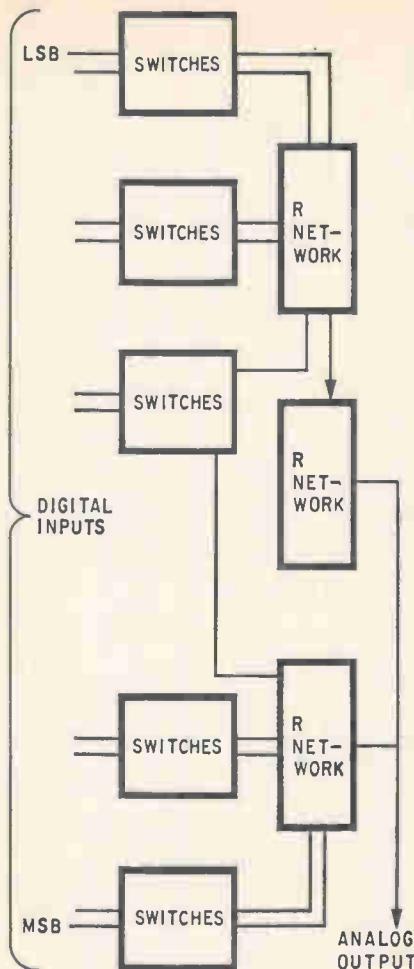 LSB
SWITCHES
SWITCHES
R
NET-
WORK
SWITCHES
R
NET-
WORK
DIGITAL
INPUTS
SWITCHES
R
NET-
WORK
MSB
SWITCHES
ANALOG
OUTPUT